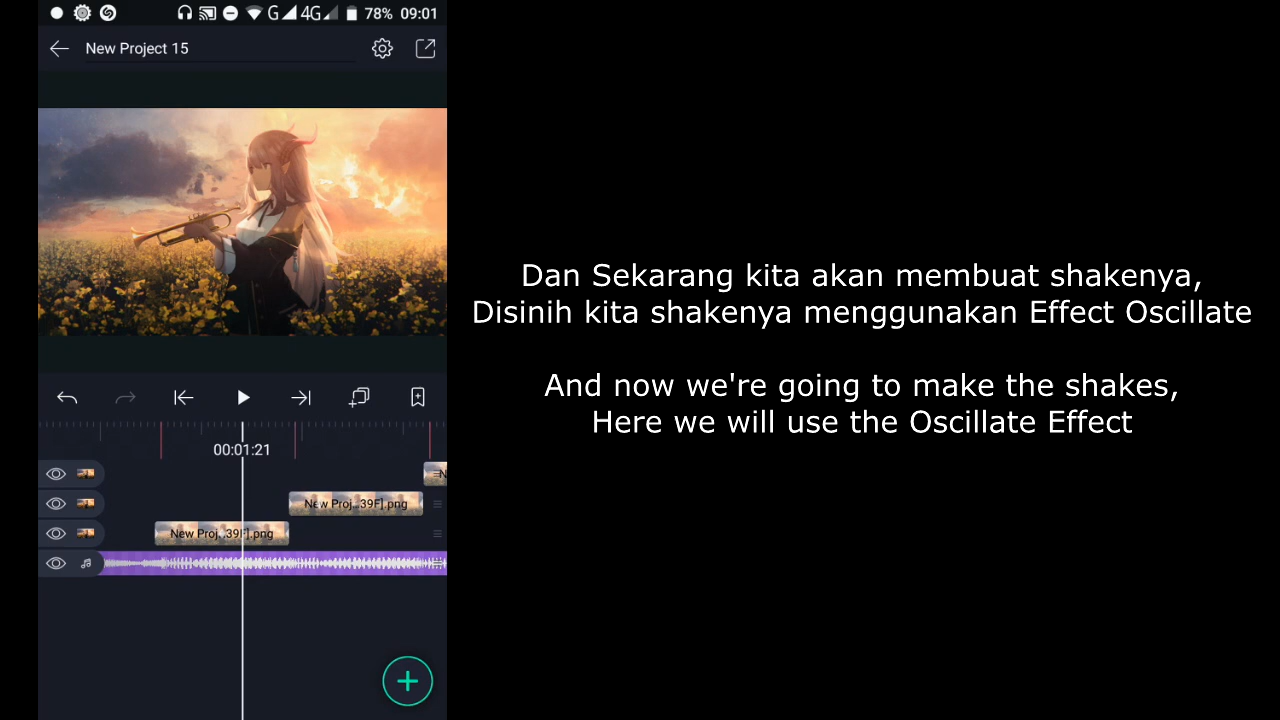 G 4G 78% 09:01
New Project 15
Dan Sekarang kita akan membuat shakenya,
Disinih kita shakenya menggunakan Effect Oscillate
And now we're going to make the shakes,
Here we will use the Oscillate Effect
00:01:21
N
New Proj...39F].png
New Proj...39F].png